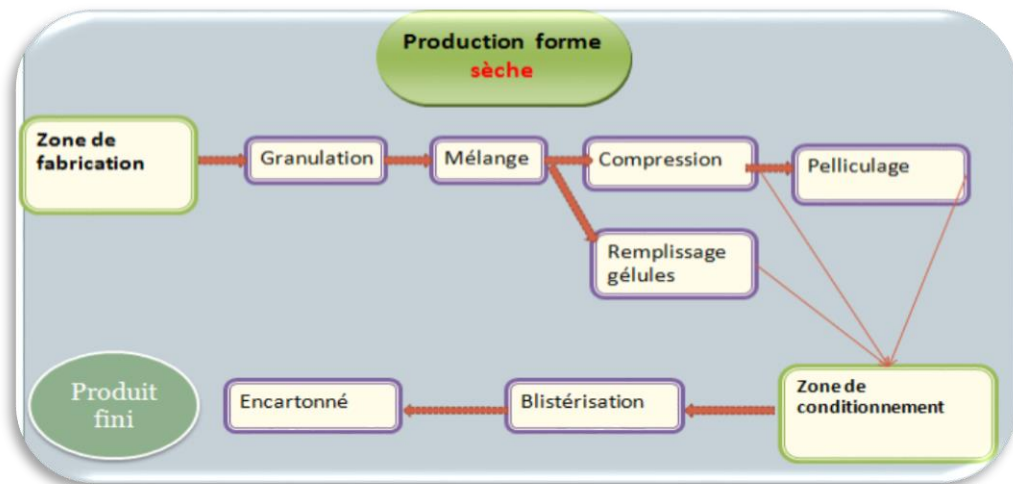 Production forme
sèche
Zone de
fabrication
Granulation
Mélange
Compression
Pelliculage
Remplissage
gélules
Produit
fini
Encartonné
Blistérisation
Zone de
conditionnement